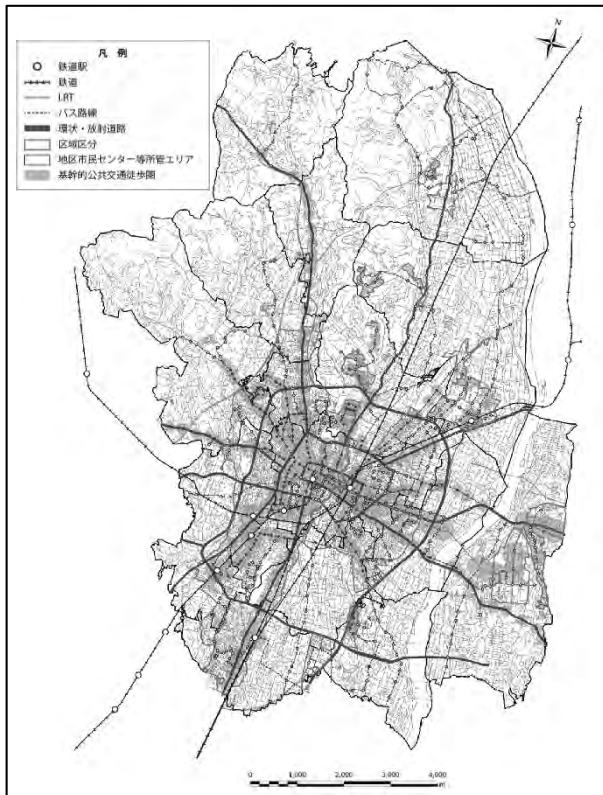 N
凡 例
鉄道駅
鉄道
LRT
バス路線
環状・放射道路
区域区分
地区市民センター等所管エリア
基幹的公共交通徒歩圏
0 1,000 2,000 3,000 4,000
m